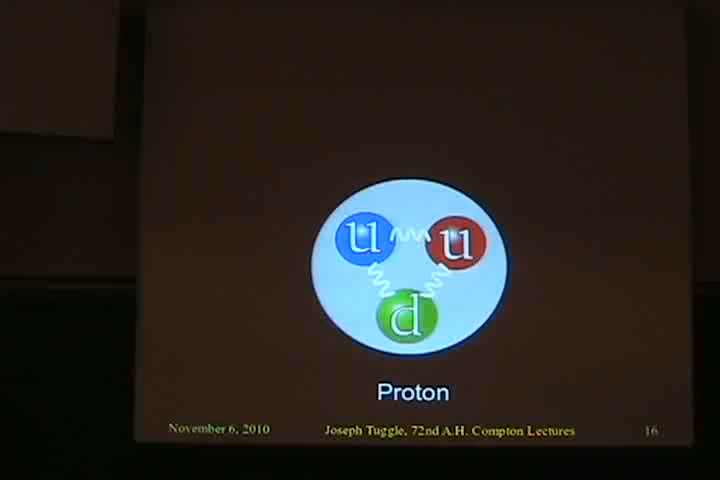 u u
d
Proton
November 6, 2010 Joseph Tuggle, 72nd A.H. Compton Lectures 16